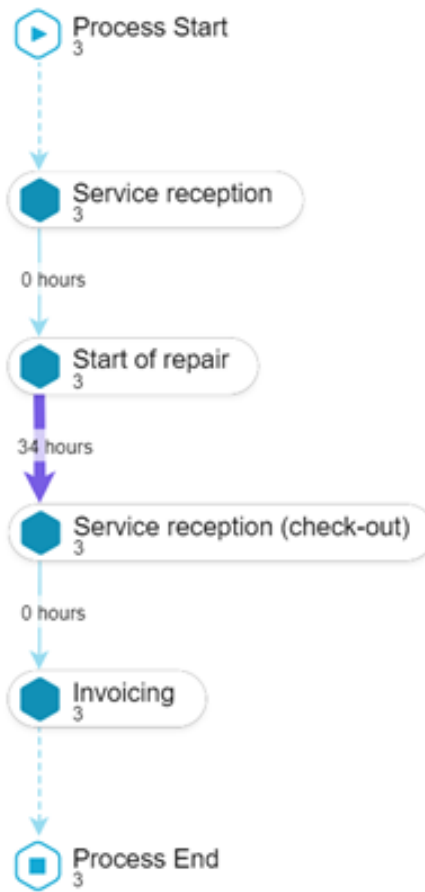 Process Start
3
Service reception
3
0 hours
Start of repair
3
34 hours
Service reception (check-out)
3
0 hours
Invoicing
3
Process End
3